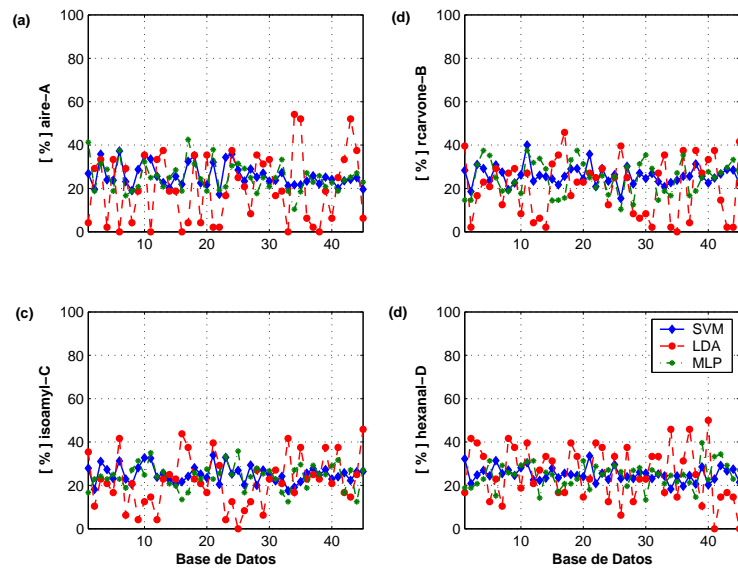 (a)
[ % ] aire-A
100
80
60
40
20
0
10 20 30 40
(d)
[ % ] rcarvone-B
100
80
60
40
20
0
10 20 30 40
(c)
[ % ] isoamyl-C
100
80
60
40
20
0
10 20 30 40
Base de Datos
(d)
[ % ] hexanal-D
100
80
60
40
20
0
10 20 30 40
Base de Datos
SVM
LDA
MLP